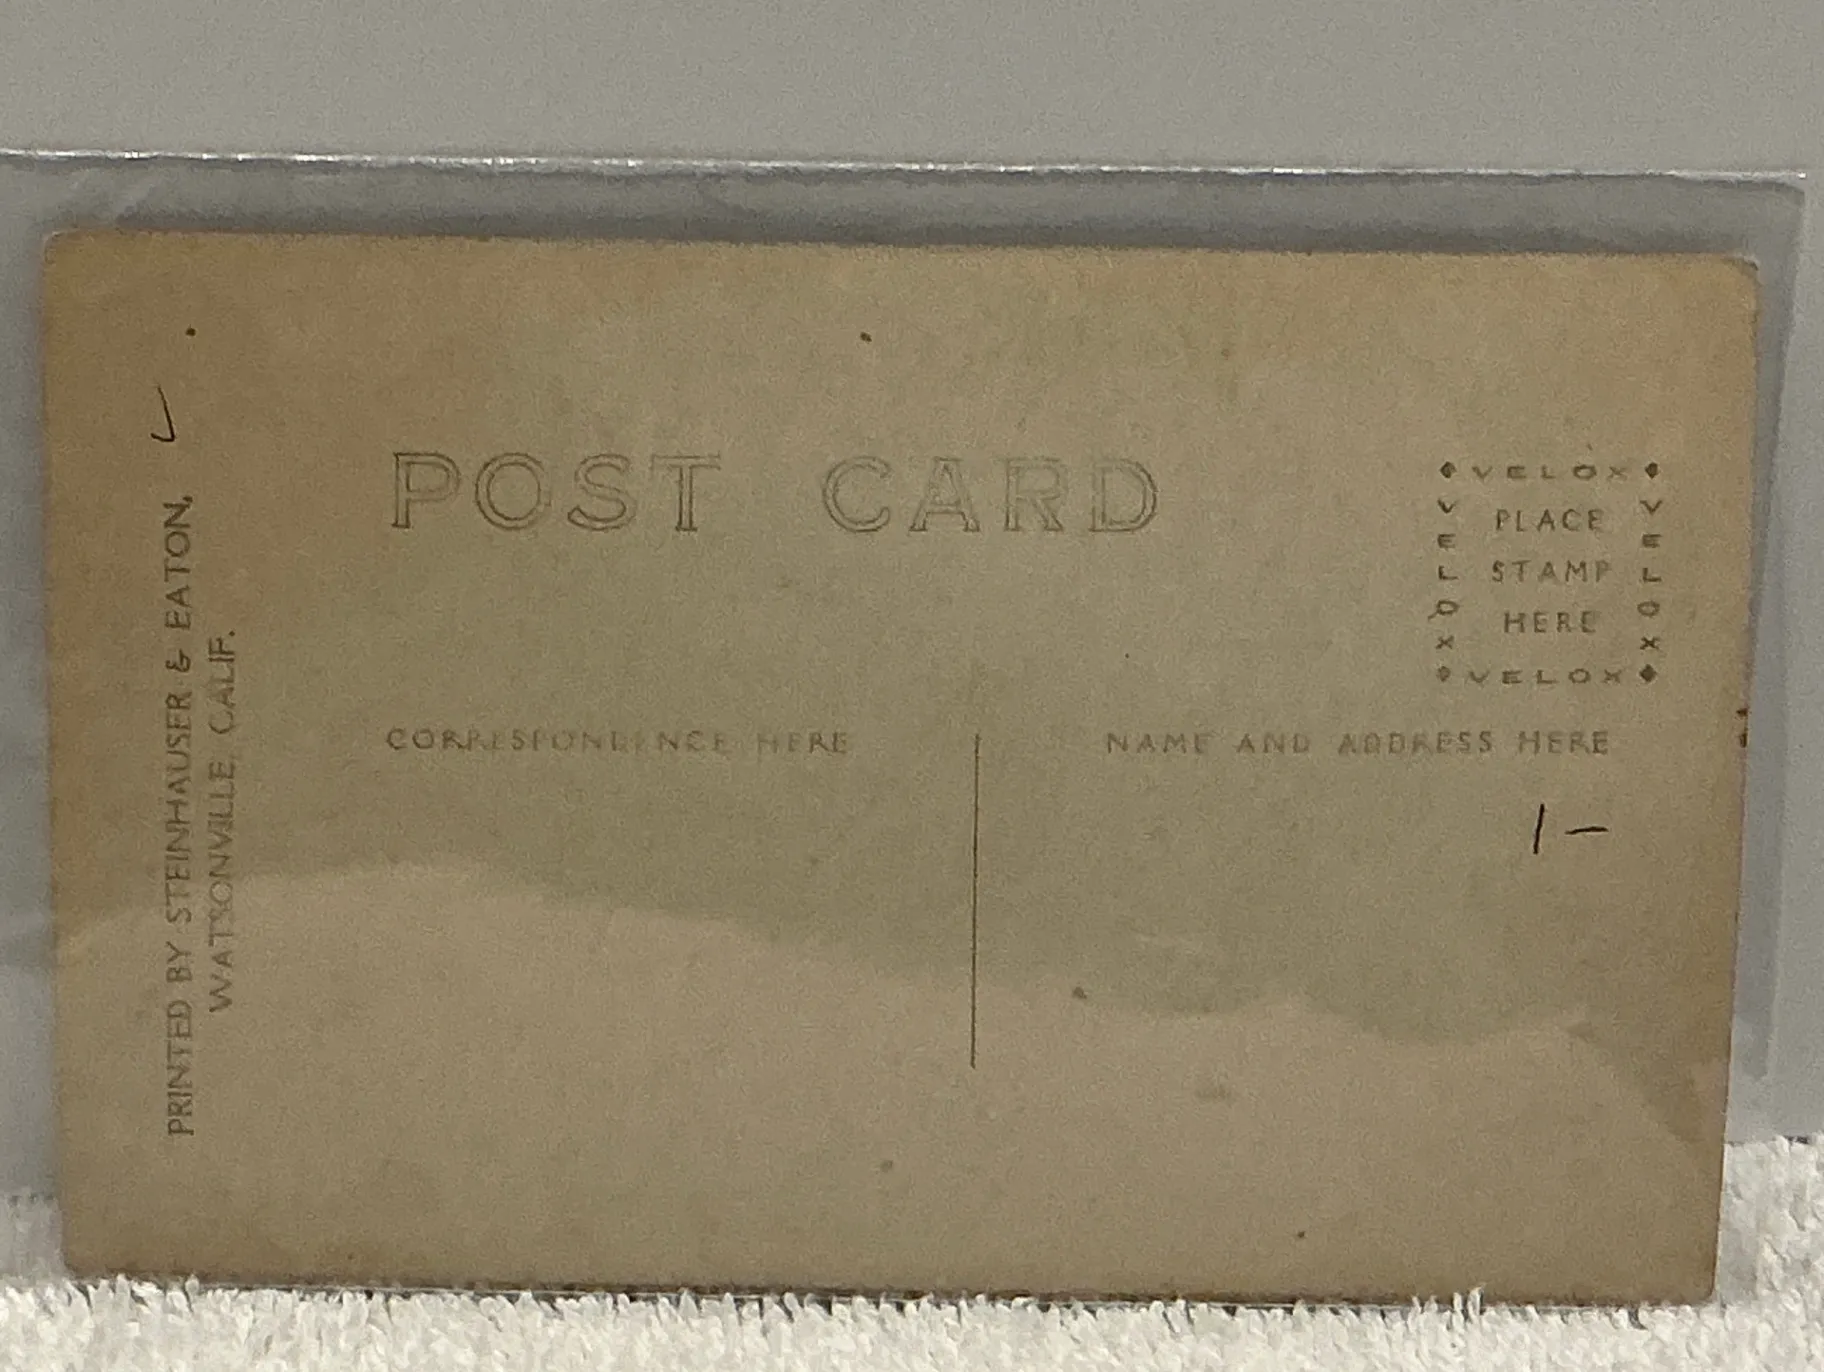 POST CARD
VELOX
VELOX
PLACE
STAMP
HERE
VELOX
VELOX
CORRESPONDENCE HERE
NAME AND ADDRESS HERE
1-
PRINTED BY STEINHAUSER & EATON,
WATSONVILLE, CALIF.